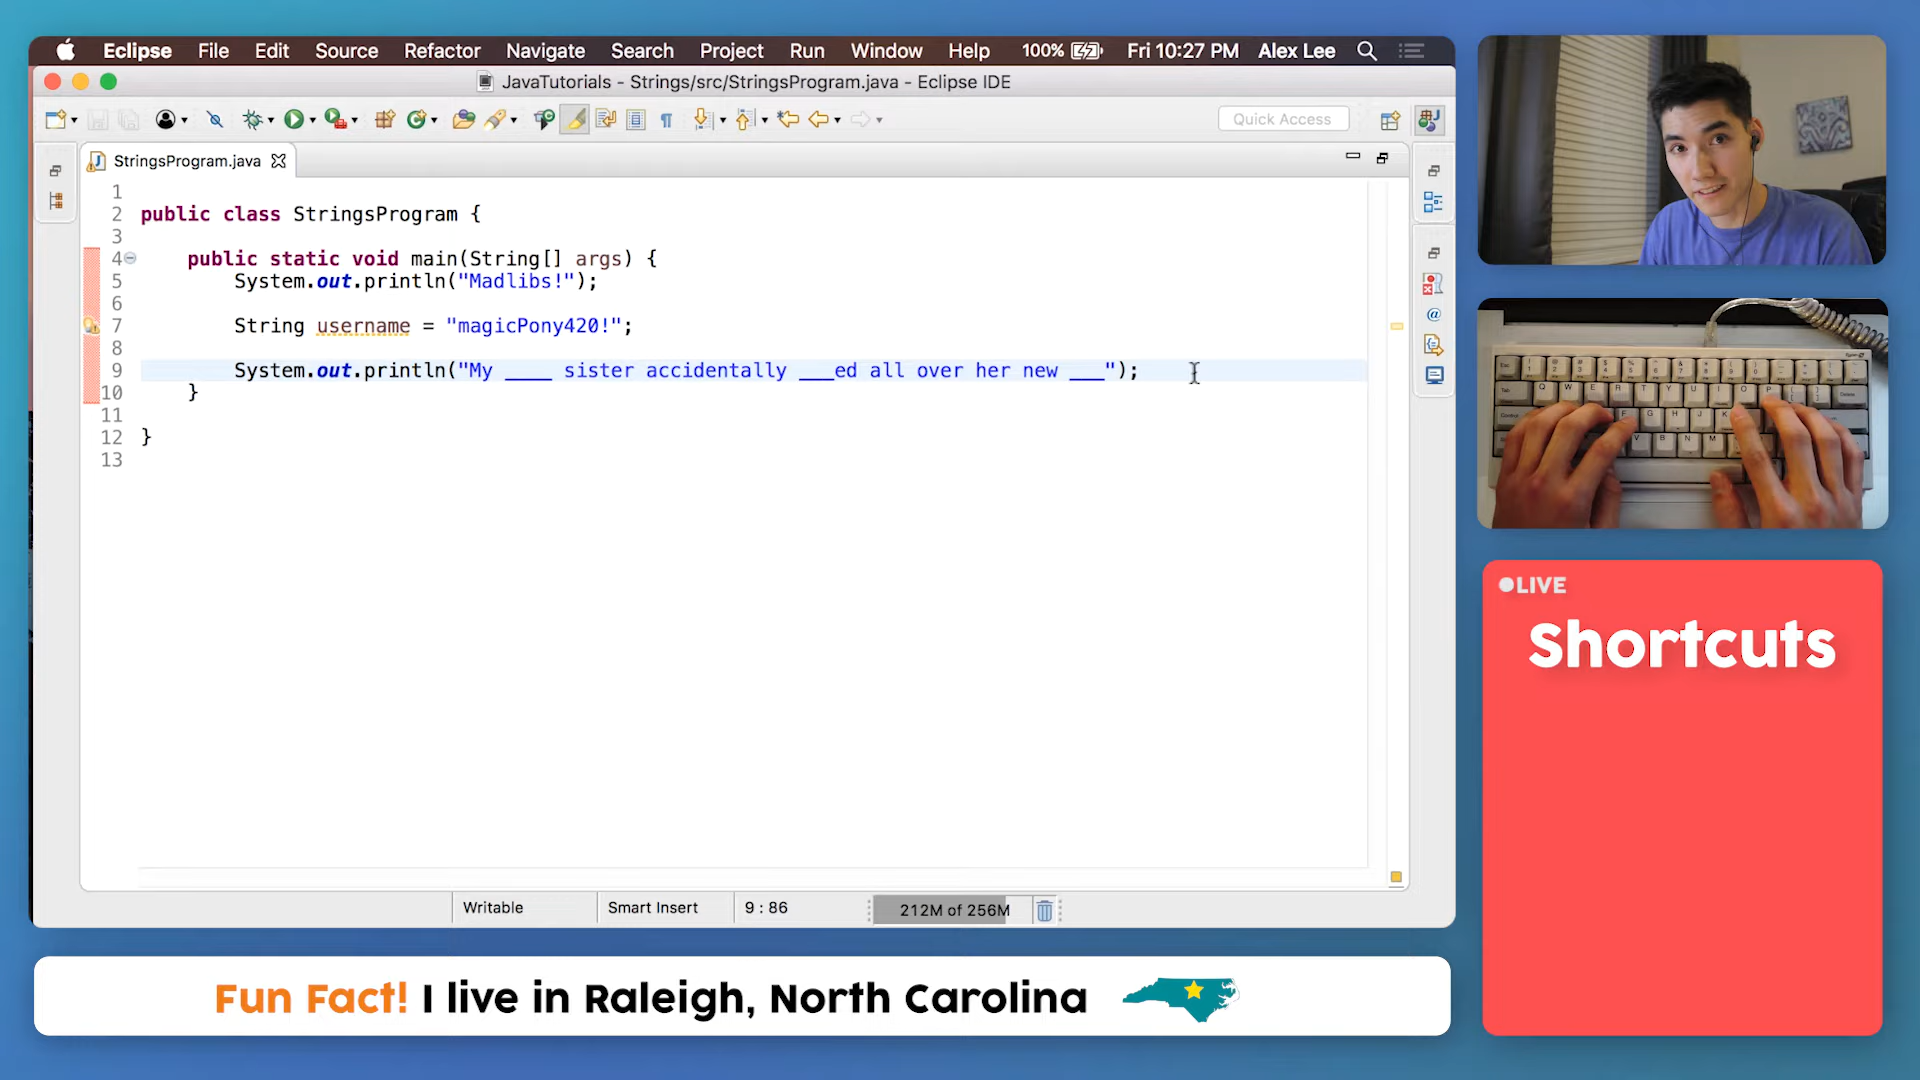 Eclipse File Edit Source Refactor Navigate Search Project Run Window Help 100% Fri 10:27 PM Alex Lee
JavaTutorials - Strings/src/StringsProgram.java - Eclipse IDE
Quick Access
StringsProgram.java
1
2 public class StringsProgram {
3
4 public static void main(String[] args) {
5 System.out.println("Madlibs!");
6
7 String username = "magicPony420!";
8
9 System.out.println("My ____ sister accidentally ___ed all over her new ___");
10 }
11
12 }
13
Writable Smart Insert 9 : 86 212M of 256M
LIVE
Shortcuts
Fun Fact! I live in Raleigh, North Carolina